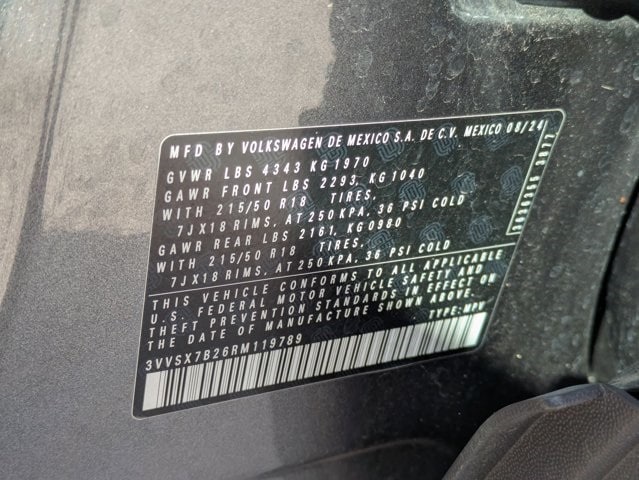 MFD BY VOLKSWAGEN DE MEXICO S.A. DE C.V. MEXICO 08/24
GVWR LBS 4343 KG 1970
GAWR FRONT LBS 2293, KG 1040
WITH 215/50 R18 TIRES,
7JX18 RIMS, AT 250 KPA, 36 PSI COLD
GAWR REAR LBS 2161, KG 0980
WITH 215/50 R18 TIRES,
7JX18 RIMS, AT 250 KPA, 36 PSI COLD
THIS VEHICLE CONFORMS TO ALL APPLICABLE
U.S. FEDERAL MOTOR VEHICLE SAFETY AND
THEFT PREVENTION STANDARDS IN EFFECT ON
THE DATE OF MANUFACTURE SHOWN ABOVE.
TYPE: MPV
3VVSX7B26RM119789